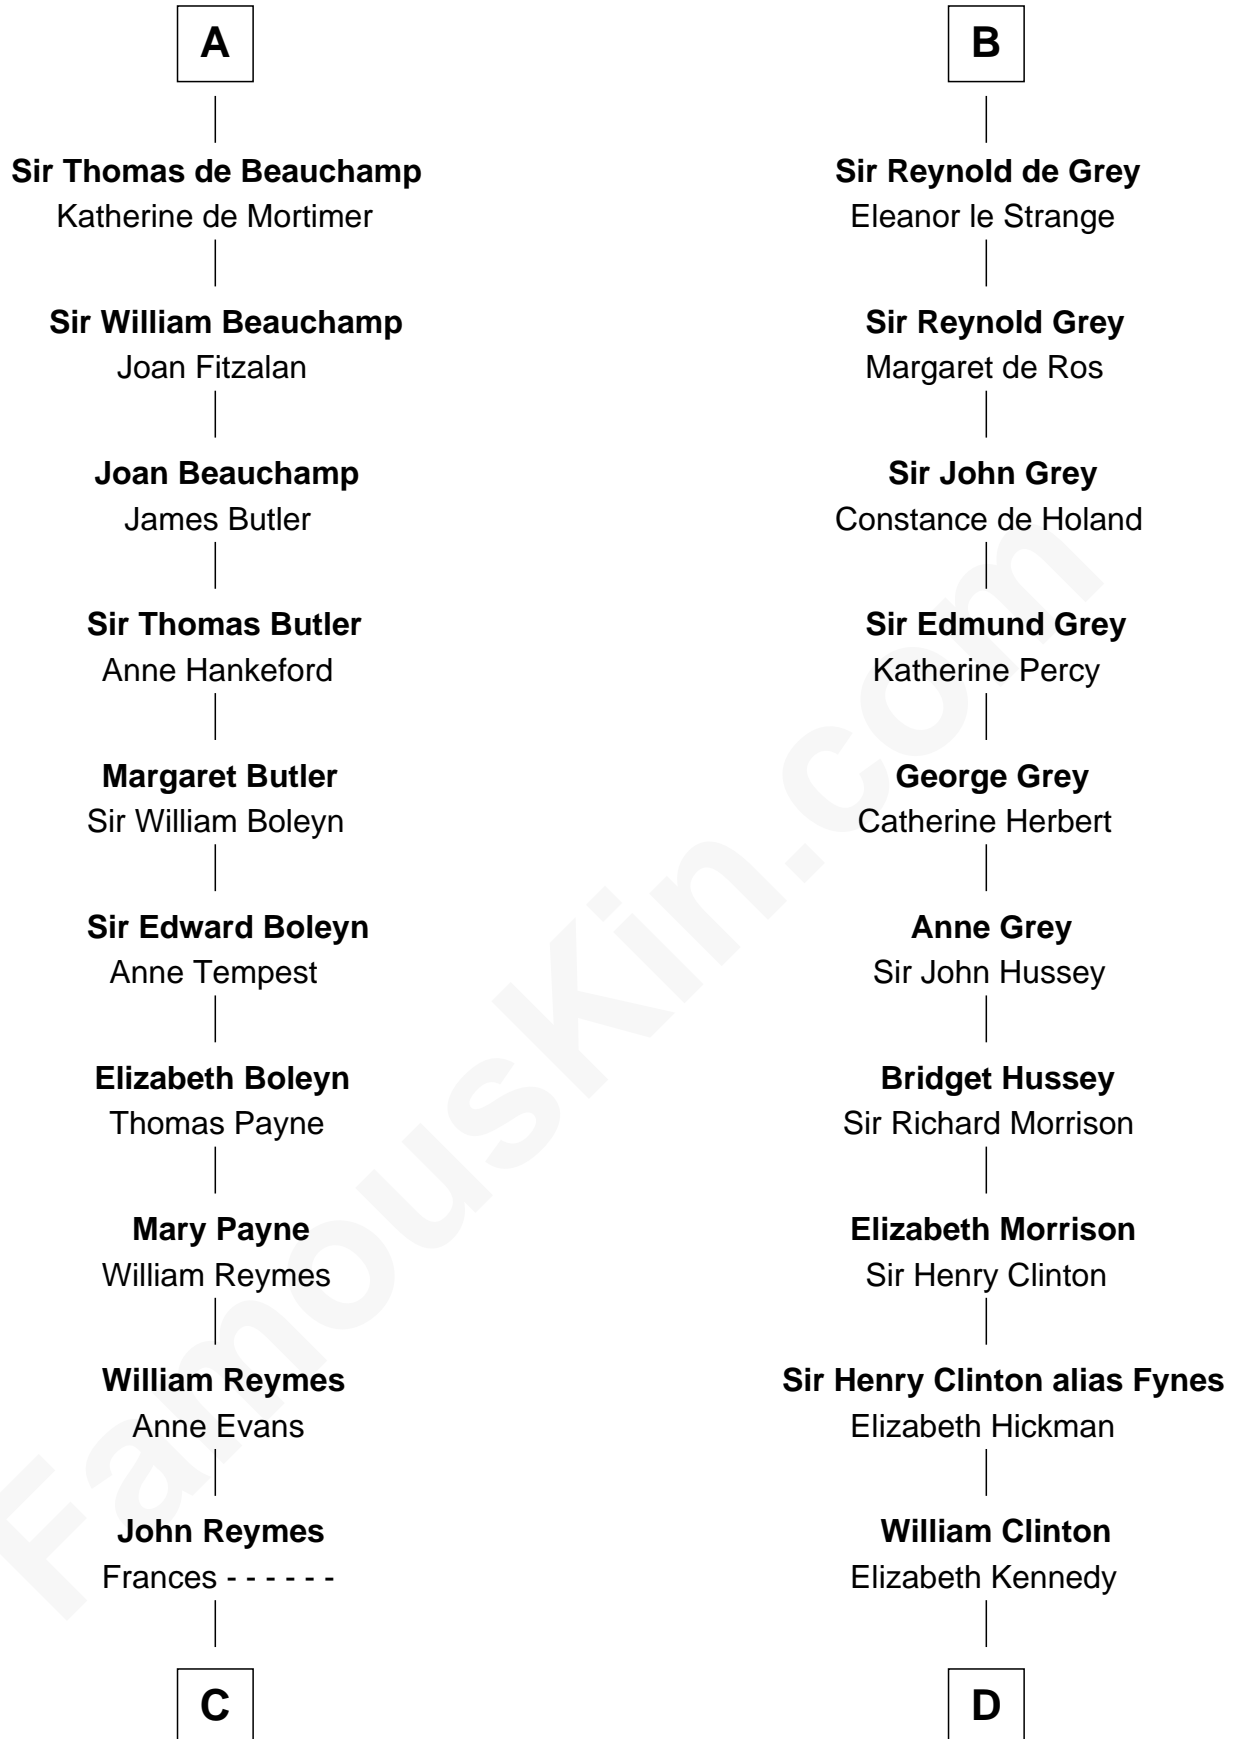 A
Sir Thomas de Beauchamp
Katherine de Mortimer
Sir William Beauchamp
Joan Fitzalan
Joan Beauchamp
James Butler
Sir Thomas Butler
Anne Hankeford
Margaret Butler
Sir William Boleyn
Sir Edward Boleyn
Anne Tempest
Elizabeth Boleyn
Thomas Payne
Mary Payne
William Reymes
William Reymes
Anne Evans
John Reymes
Frances - - - - - -
C
B
Sir Reynold de Grey
Eleanor le Strange
Sir Reynold Grey
Margaret de Ros
Sir John Grey
Constance de Holand
Sir Edmund Grey
Katherine Percy
George Grey
Catherine Herbert
Anne Grey
Sir John Hussey
Bridget Hussey
Sir Richard Morrison
Elizabeth Morrison
Sir Henry Clinton
Sir Henry Clinton alias Fynes
Elizabeth Hickman
William Clinton
Elizabeth Kennedy
D
FamousKin.com